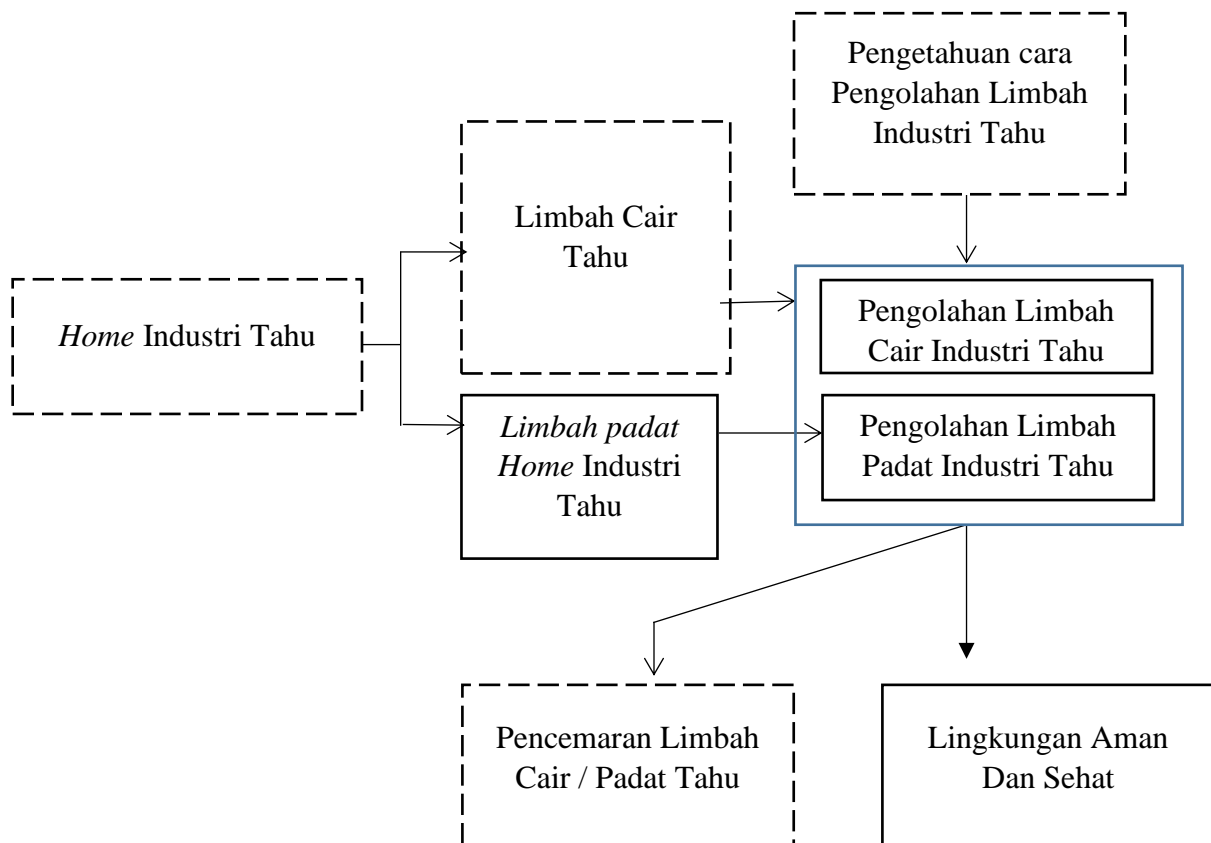 Pengetahuan cara
Pengolahan Limbah
Industri Tahu
Limbah Cair
Tahu
Home Industri Tahu
Pengolahan Limbah
Cair Industri Tahu
Limbah padat
Home Industri
Tahu
Pengolahan Limbah
Padat Industri Tahu
Pencemaran Limbah
Cair / Padat Tahu
Lingkungan Aman
Dan Sehat